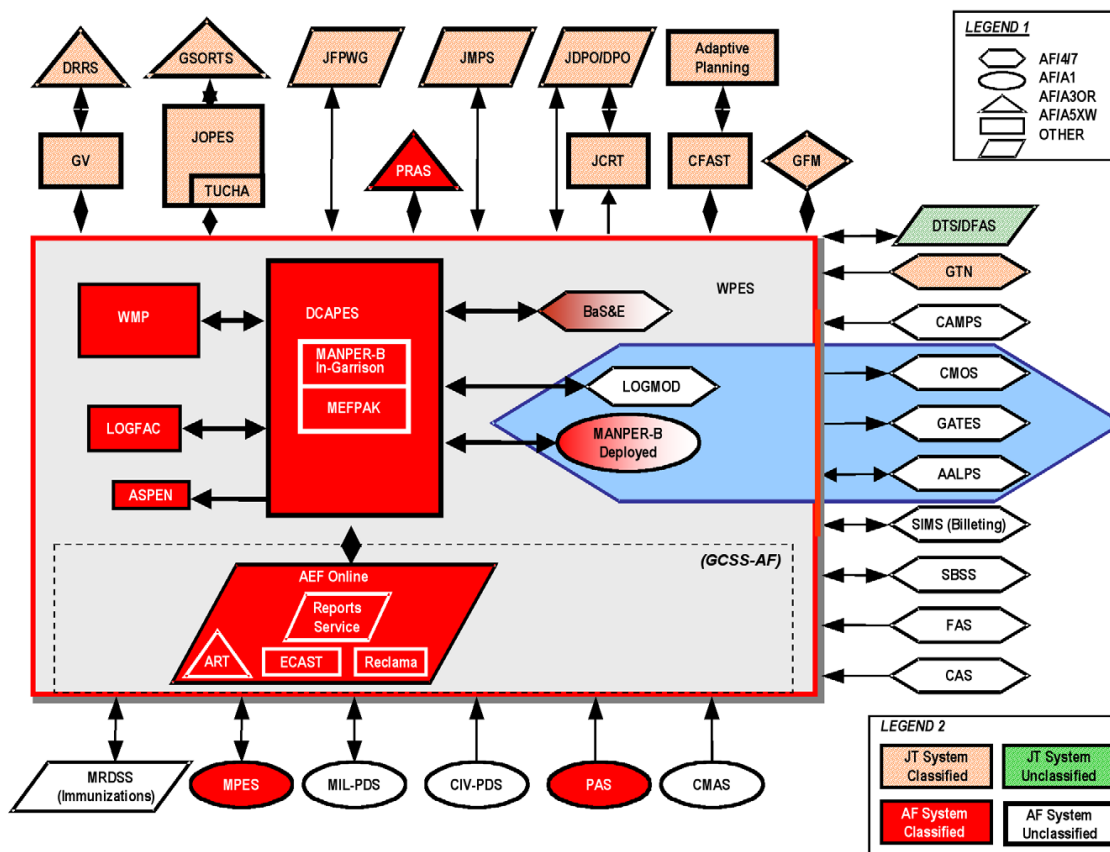 DRRS
GSORTS
JFPWG
JMPS
JDPO/DPO
Adaptive
Planning
LEGEND 1
AF/4/7
AF/A1
AF/A3OR
AF/A5XW
OTHER
GV
JOPES
TUCHA
PRAS
JCRT
CFAST
GFM
DTS/DFAS
GTN
CAMPS
CMOS
GATES
AALPS
SIMS (Billeting)
SBSS
FAS
CAS
WPES
WMP
DCAPES
MANPER-B
In-Garrison
MEFPAK
BaS&E
LOGMOD
MANPER-B
Deployed
LOGFAC
ASPEN
(GCSS-AF)
AEF Online
Reports
Service
ART
ECAST
Reclama
MRDSS
(Immunizations)
MPES
MIL-PDS
CIV-PDS
PAS
CMAS
LEGEND 2
JT System
Classified
JT System
Unclassified
AF System
Classified
AF System
Unclassified